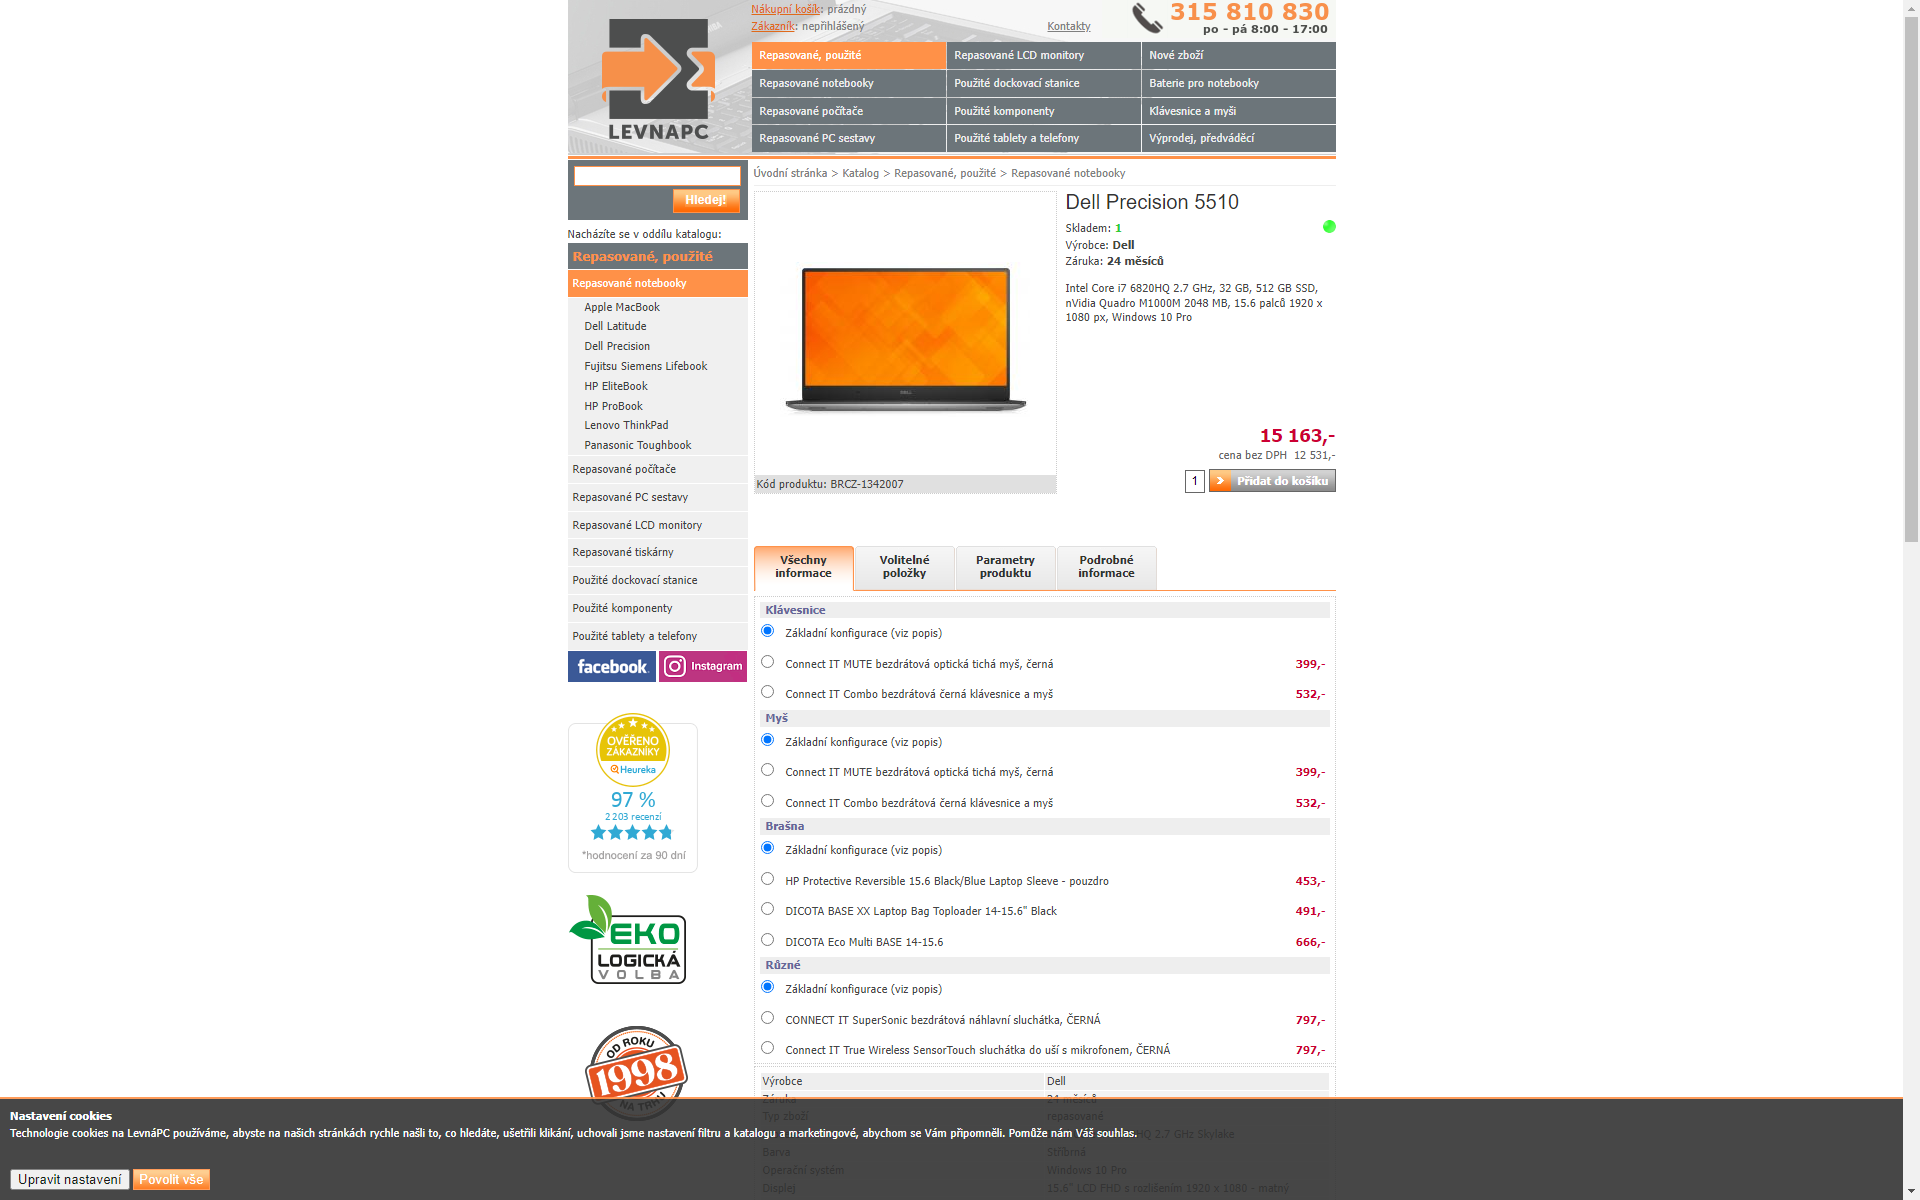 Nákupní košík: prázdný
Zákazník: nepřihlášený
Kontakty
315 810 830
po - pá 8:00 - 17:00
LEVNAPC
Repasované, použité
Repasované LCD monitory
Nové zboží
Repasované notebooky
Použité dockovací stanice
Baterie pro notebooky
Repasované počítače
Použité komponenty
Klávesnice a myši
Repasované PC sestavy
Použité tablety a telefony
Výprodej, předváděcí
Hledej!
Nacházíte se v oddílu katalogu:
Repasované, použité
Repasované notebooky
Apple MacBook
Dell Latitude
Dell Precision
Fujitsu Siemens Lifebook
HP EliteBook
HP ProBook
Lenovo ThinkPad
Panasonic Toughbook
Repasované počítače
Repasované PC sestavy
Repasované LCD monitory
Repasované tiskárny
Použité dockovací stanice
Použité komponenty
Použité tablety a telefony
facebook.
Instagram
OVĚŘENO
ZÁKAZNÍKY
Heureka
97 %
2 203 recenzí
*hodnocení za 90 dní
EKO
LOGICKÁ
VOLBA
OD ROKU
1998
NA TRHU
Úvodní stránka > Katalog > Repasované, použité > Repasované notebooky
Dell Precision 5510
Skladem: 1
Výrobce: Dell
Záruka: 24 měsíců
Intel Core i7 6820HQ 2.7 GHz, 32 GB, 512 GB SSD,
nVidia Quadro M1000M 2048 MB, 15.6 palců 1920 x
1080 px, Windows 10 Pro
15 163,-
cena bez DPH 12 531,-
1
Přidat do košíku
Kód produktu: BRCZ-1342007
Všechny informace
Volitelné položky
Parametry produktu
Podrobné informace
Klávesnice
Základní konfigurace (viz popis)
Connect IT MUTE bezdrátová optická tichá myš, černá 399,-
Connect IT Combo bezdrátová černá klávesnice a myš 532,-
Myš
Základní konfigurace (viz popis)
Connect IT MUTE bezdrátová optická tichá myš, černá 399,-
Connect IT Combo bezdrátová černá klávesnice a myš 532,-
Brašna
Základní konfigurace (viz popis)
HP Protective Reversible 15.6 Black/Blue Laptop Sleeve - pouzdro 453,-
DICOTA BASE XX Laptop Bag Toploader 14-15.6" Black 491,-
DICOTA Eco Multi BASE 14-15.6 666,-
Různé
Základní konfigurace (viz popis)
CONNECT IT SuperSonic bezdrátová náhlavní sluchátka, ČERNÁ 797,-
Connect IT True Wireless SensorTouch sluchátka do uší s mikrofonem, ČERNÁ 797,-
Výrobce Dell
Záruka 24 měsíců
Typ zboží repasované
HQ 2.7 GHz Skylake
Barva Stříbrná
Operační systém Windows 10 Pro
Displej 15.6" LCD FHD s rozlišením 1920 x 1080 - matný
Nastavení cookies
Technologie cookies na LevnáPC používáme, abyste na našich stránkách rychle našli to, co hledáte, ušetřili klikání, uchovali jsme nastavení filtru a katalogu a marketingové, abychom se Vám připomněli. Pomůže nám Váš souhlas.
Upravit nastavení
Povolit vše